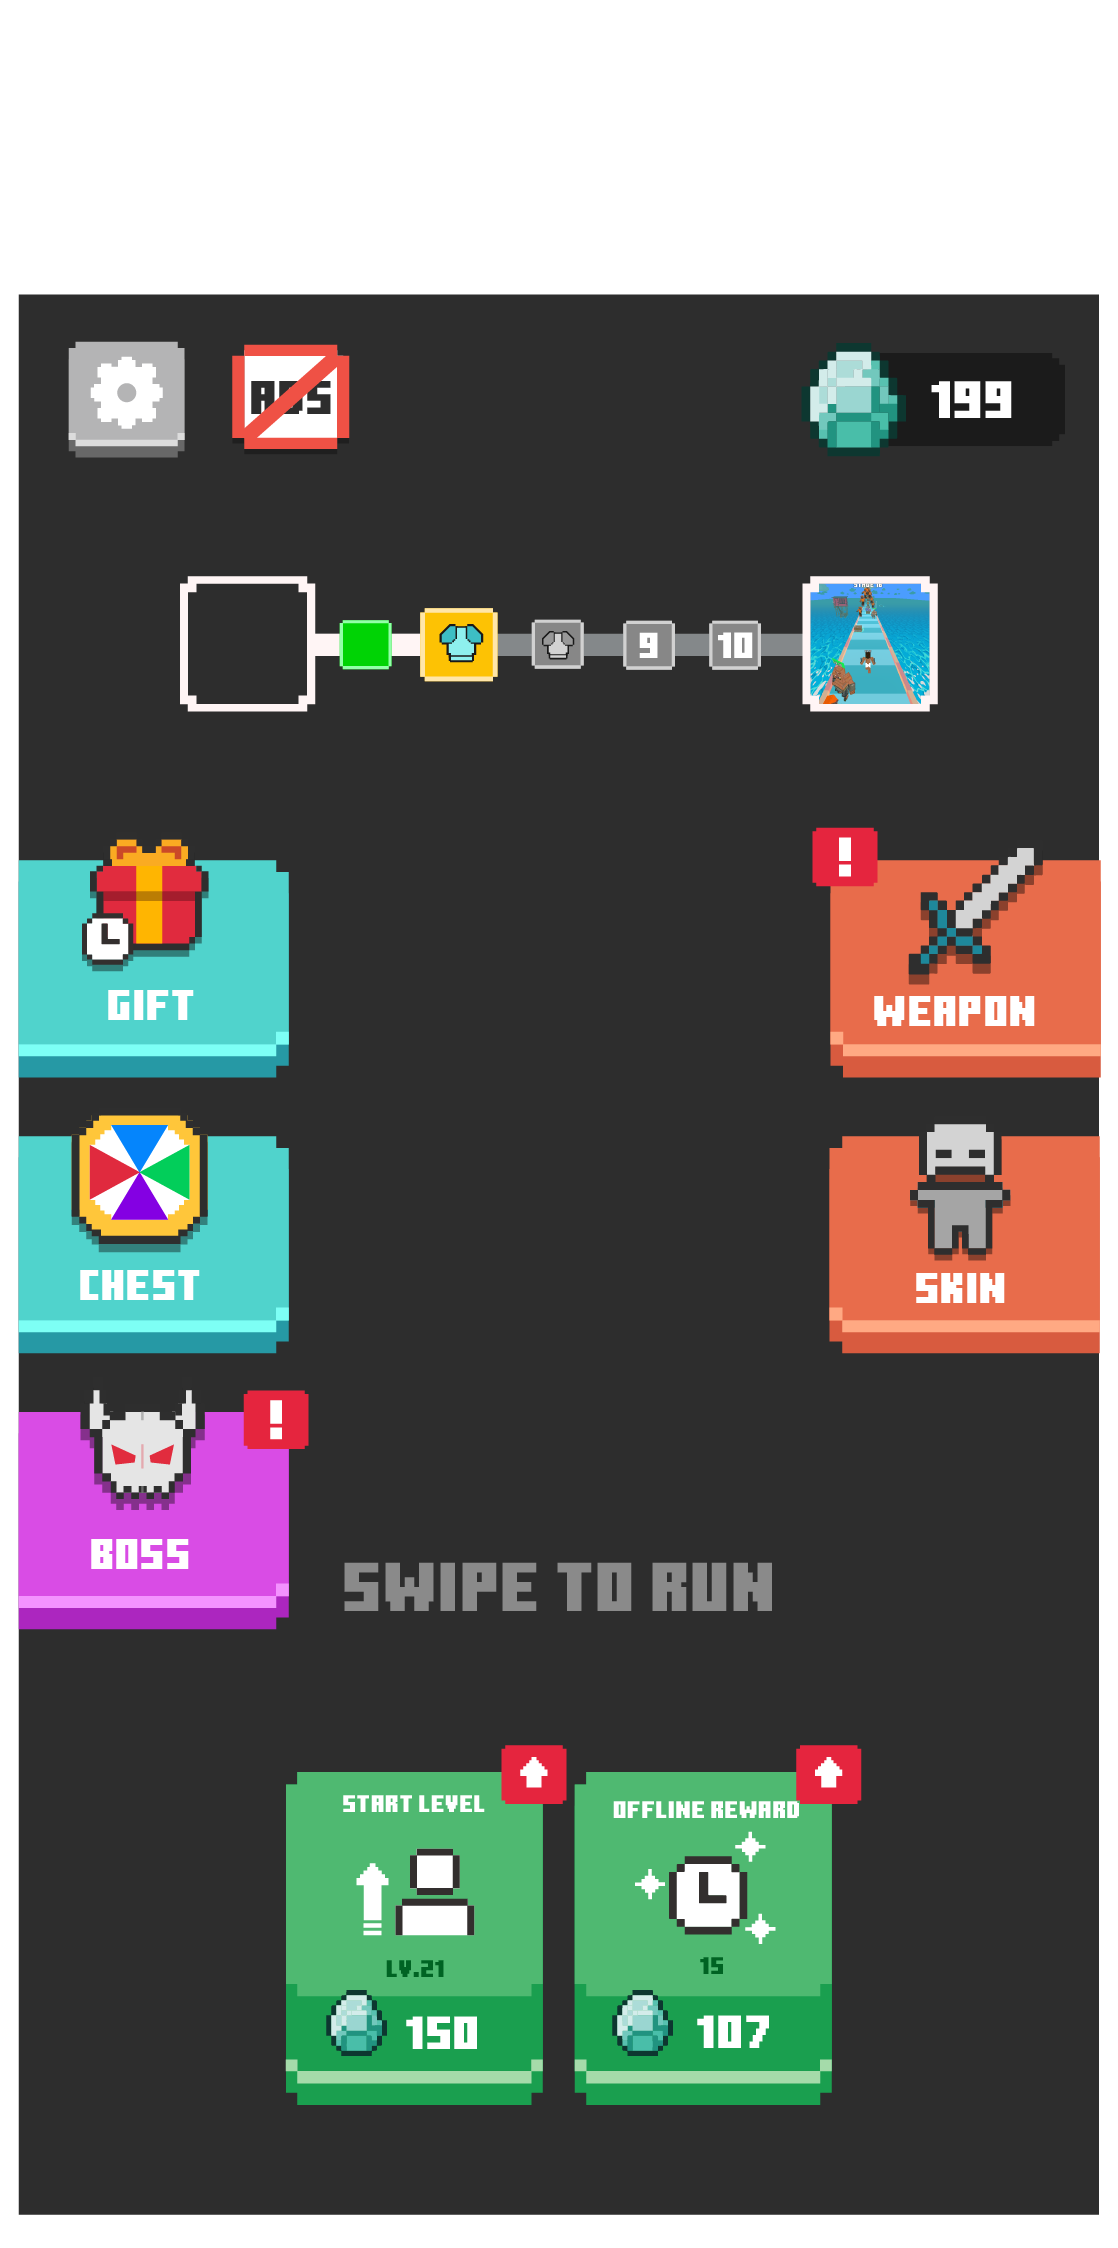 ADS
199
9
10
GIFT
WEAPON
CHEST
SKIN
BOSS
SWIPE TO RUN
START LEVEL
LV.21
150
OFFLINE REWARD
15
107